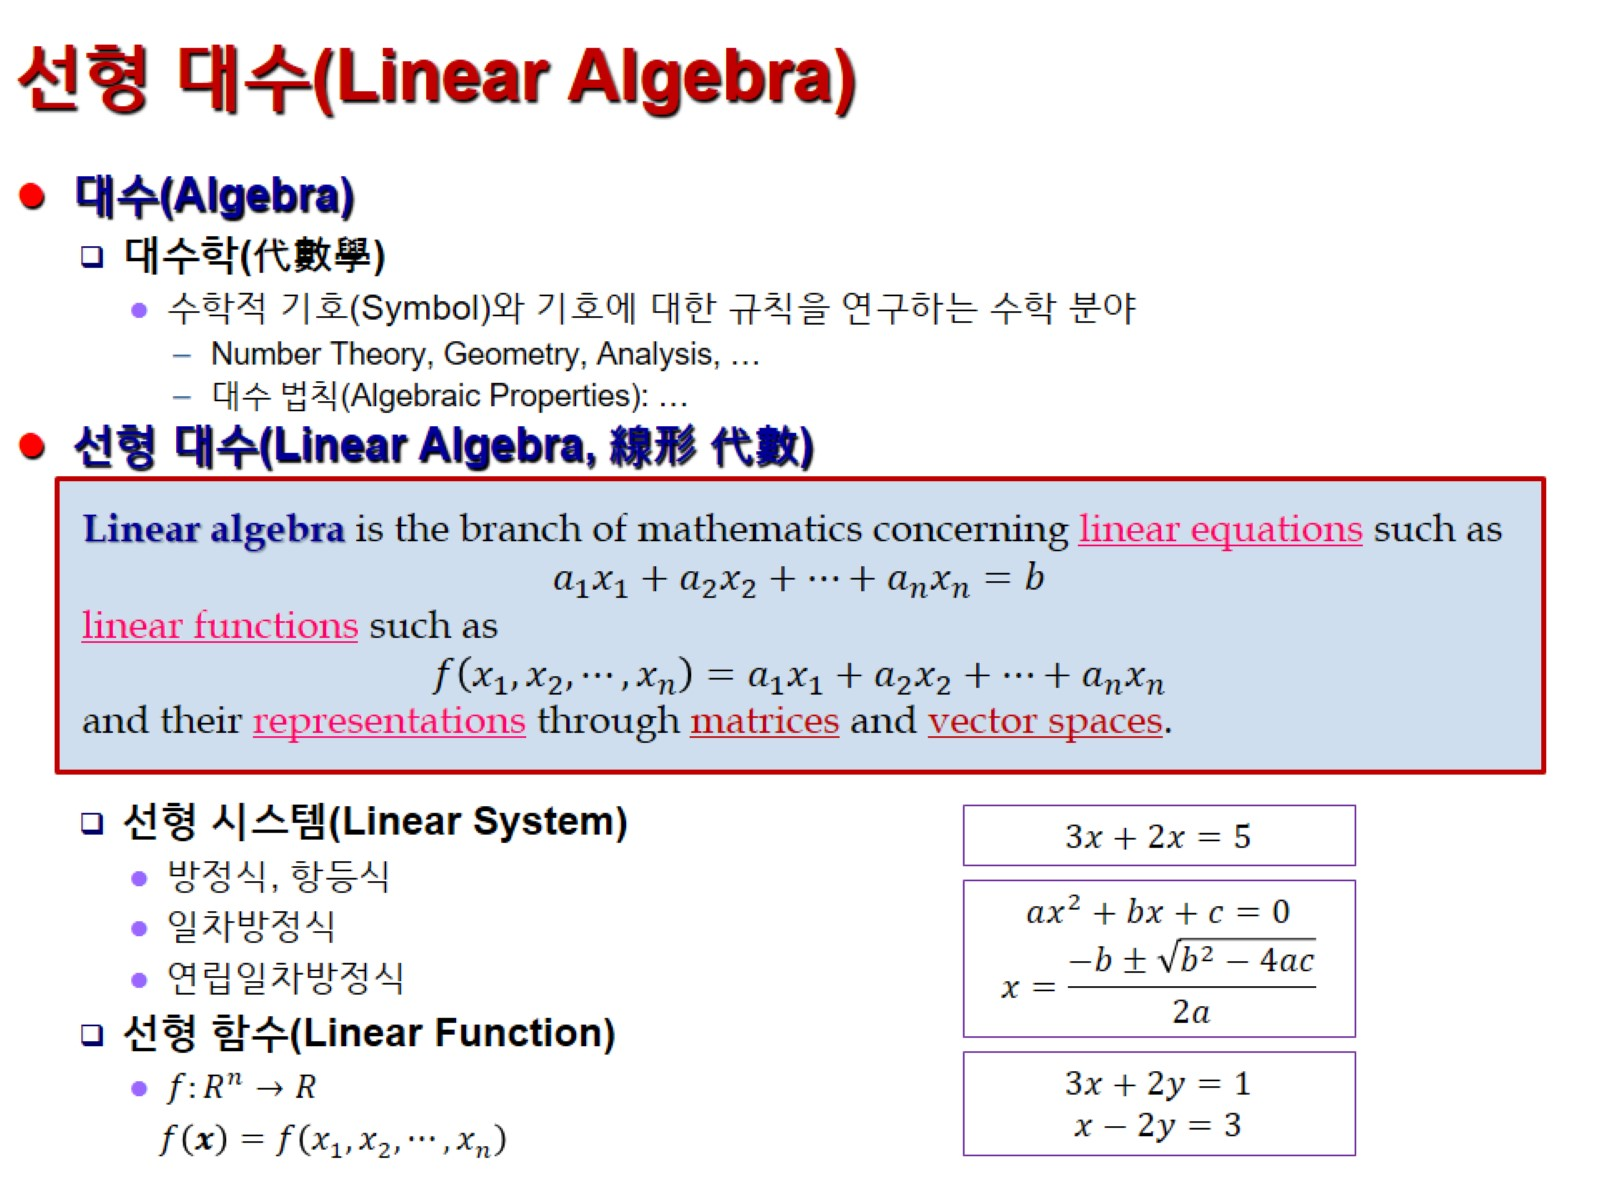 선형 대수(Linear Algebra)
대수(Algebra)
대수학(代數學)
수학적 기호(Symbol)와 기호에 대한 규칙을 연구하는 수학 분야
– Number Theory, Geometry, Analysis, …
– 대수 법칙(Algebraic Properties): …
선형 대수(Linear Algebra, 線形 代數)
Linear algebra is the branch of mathematics concerning linear equations such as
a₁x₁ + a₂x₂ + ⋯ + aₙxₙ = b
linear functions such as
f(x₁, x₂, ⋯ , xₙ) = a₁x₁ + a₂x₂ + ⋯ + aₙxₙ
and their representations through matrices and vector spaces.
선형 시스템(Linear System)
방정식, 항등식
일차방정식
연립일차방정식
선형 함수(Linear Function)
f: Rⁿ → R
f(x) = f(x₁, x₂, ⋯ , xₙ)
3x + 2x = 5
ax² + bx + c = 0
x = (−b ± √(b² − 4ac)) / 2a
3x + 2y = 1
x − 2y = 3